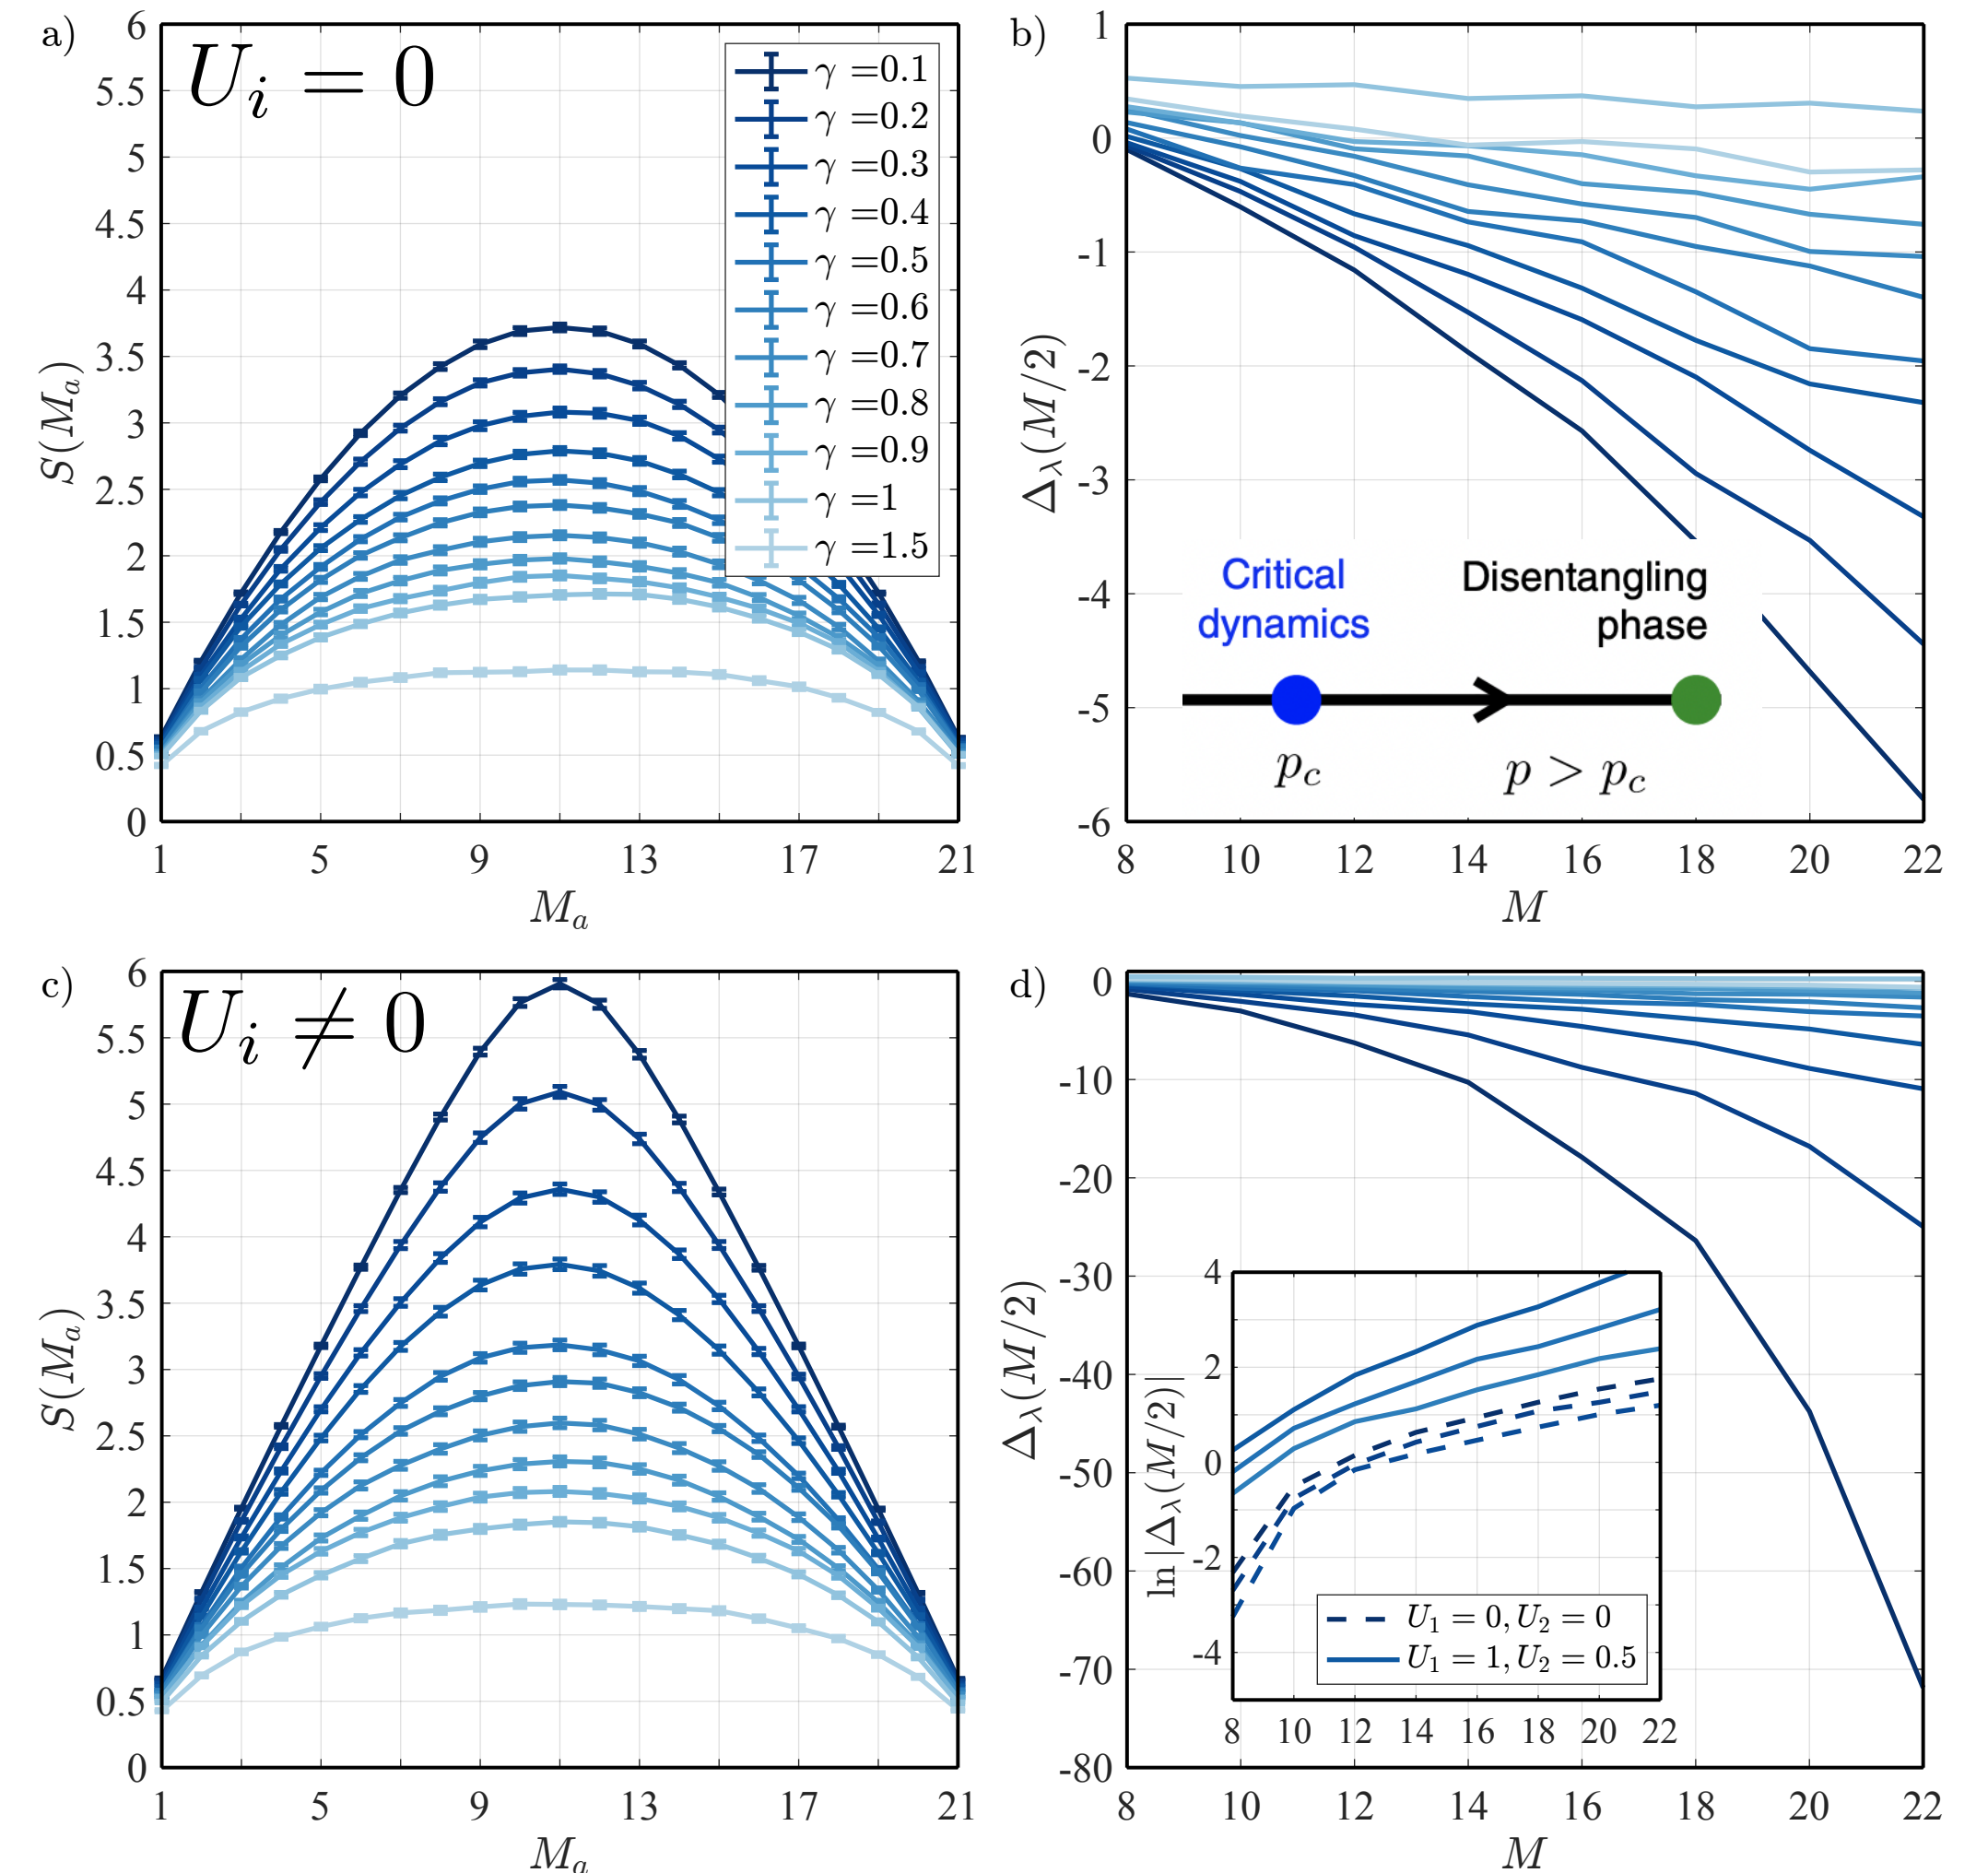 a)
U_i = 0
6
5.5
5
4.5
4
3.5
3
2.5
2
1.5
1
0.5
0
S(M_a)
γ =0.1
γ =0.2
γ =0.3
γ =0.4
γ =0.5
γ =0.6
γ =0.7
γ =0.8
γ =0.9
γ =1
γ =1.5
1 5 9 13 17 21
M_a
b)
1
0
-1
-2
-3
-4
-5
-6
Δ_λ(M/2)
Critical
dynamics
Disentangling
phase
p_c
p > p_c
8 10 12 14 16 18 20 22
M
c)
U_i ≠ 0
6
5.5
5
4.5
4
3.5
3
2.5
2
1.5
1
0.5
0
S(M_a)
1 5 9 13 17 21
M_a
d)
0
-10
-20
-30
-40
-50
-60
-70
-80
Δ_λ(M/2)
4
2
0
-2
-4
ln |Δ_λ(M/2)|
U_1 = 0, U_2 = 0
U_1 = 1, U_2 = 0.5
8 10 12 14 16 18 20 22
8 10 12 14 16 18 20 22
M